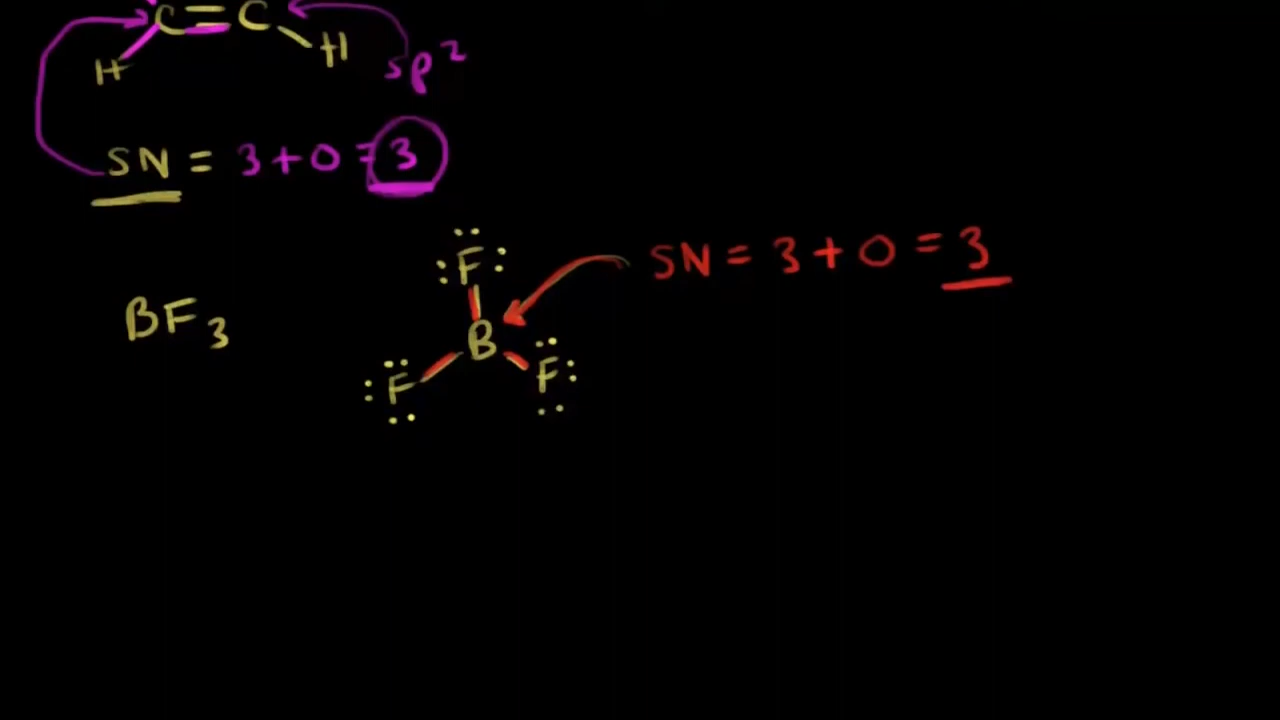 C=C
H H
sp²
SN = 3+0=3
F
SN = 3+0=3
BF₃
B
F F